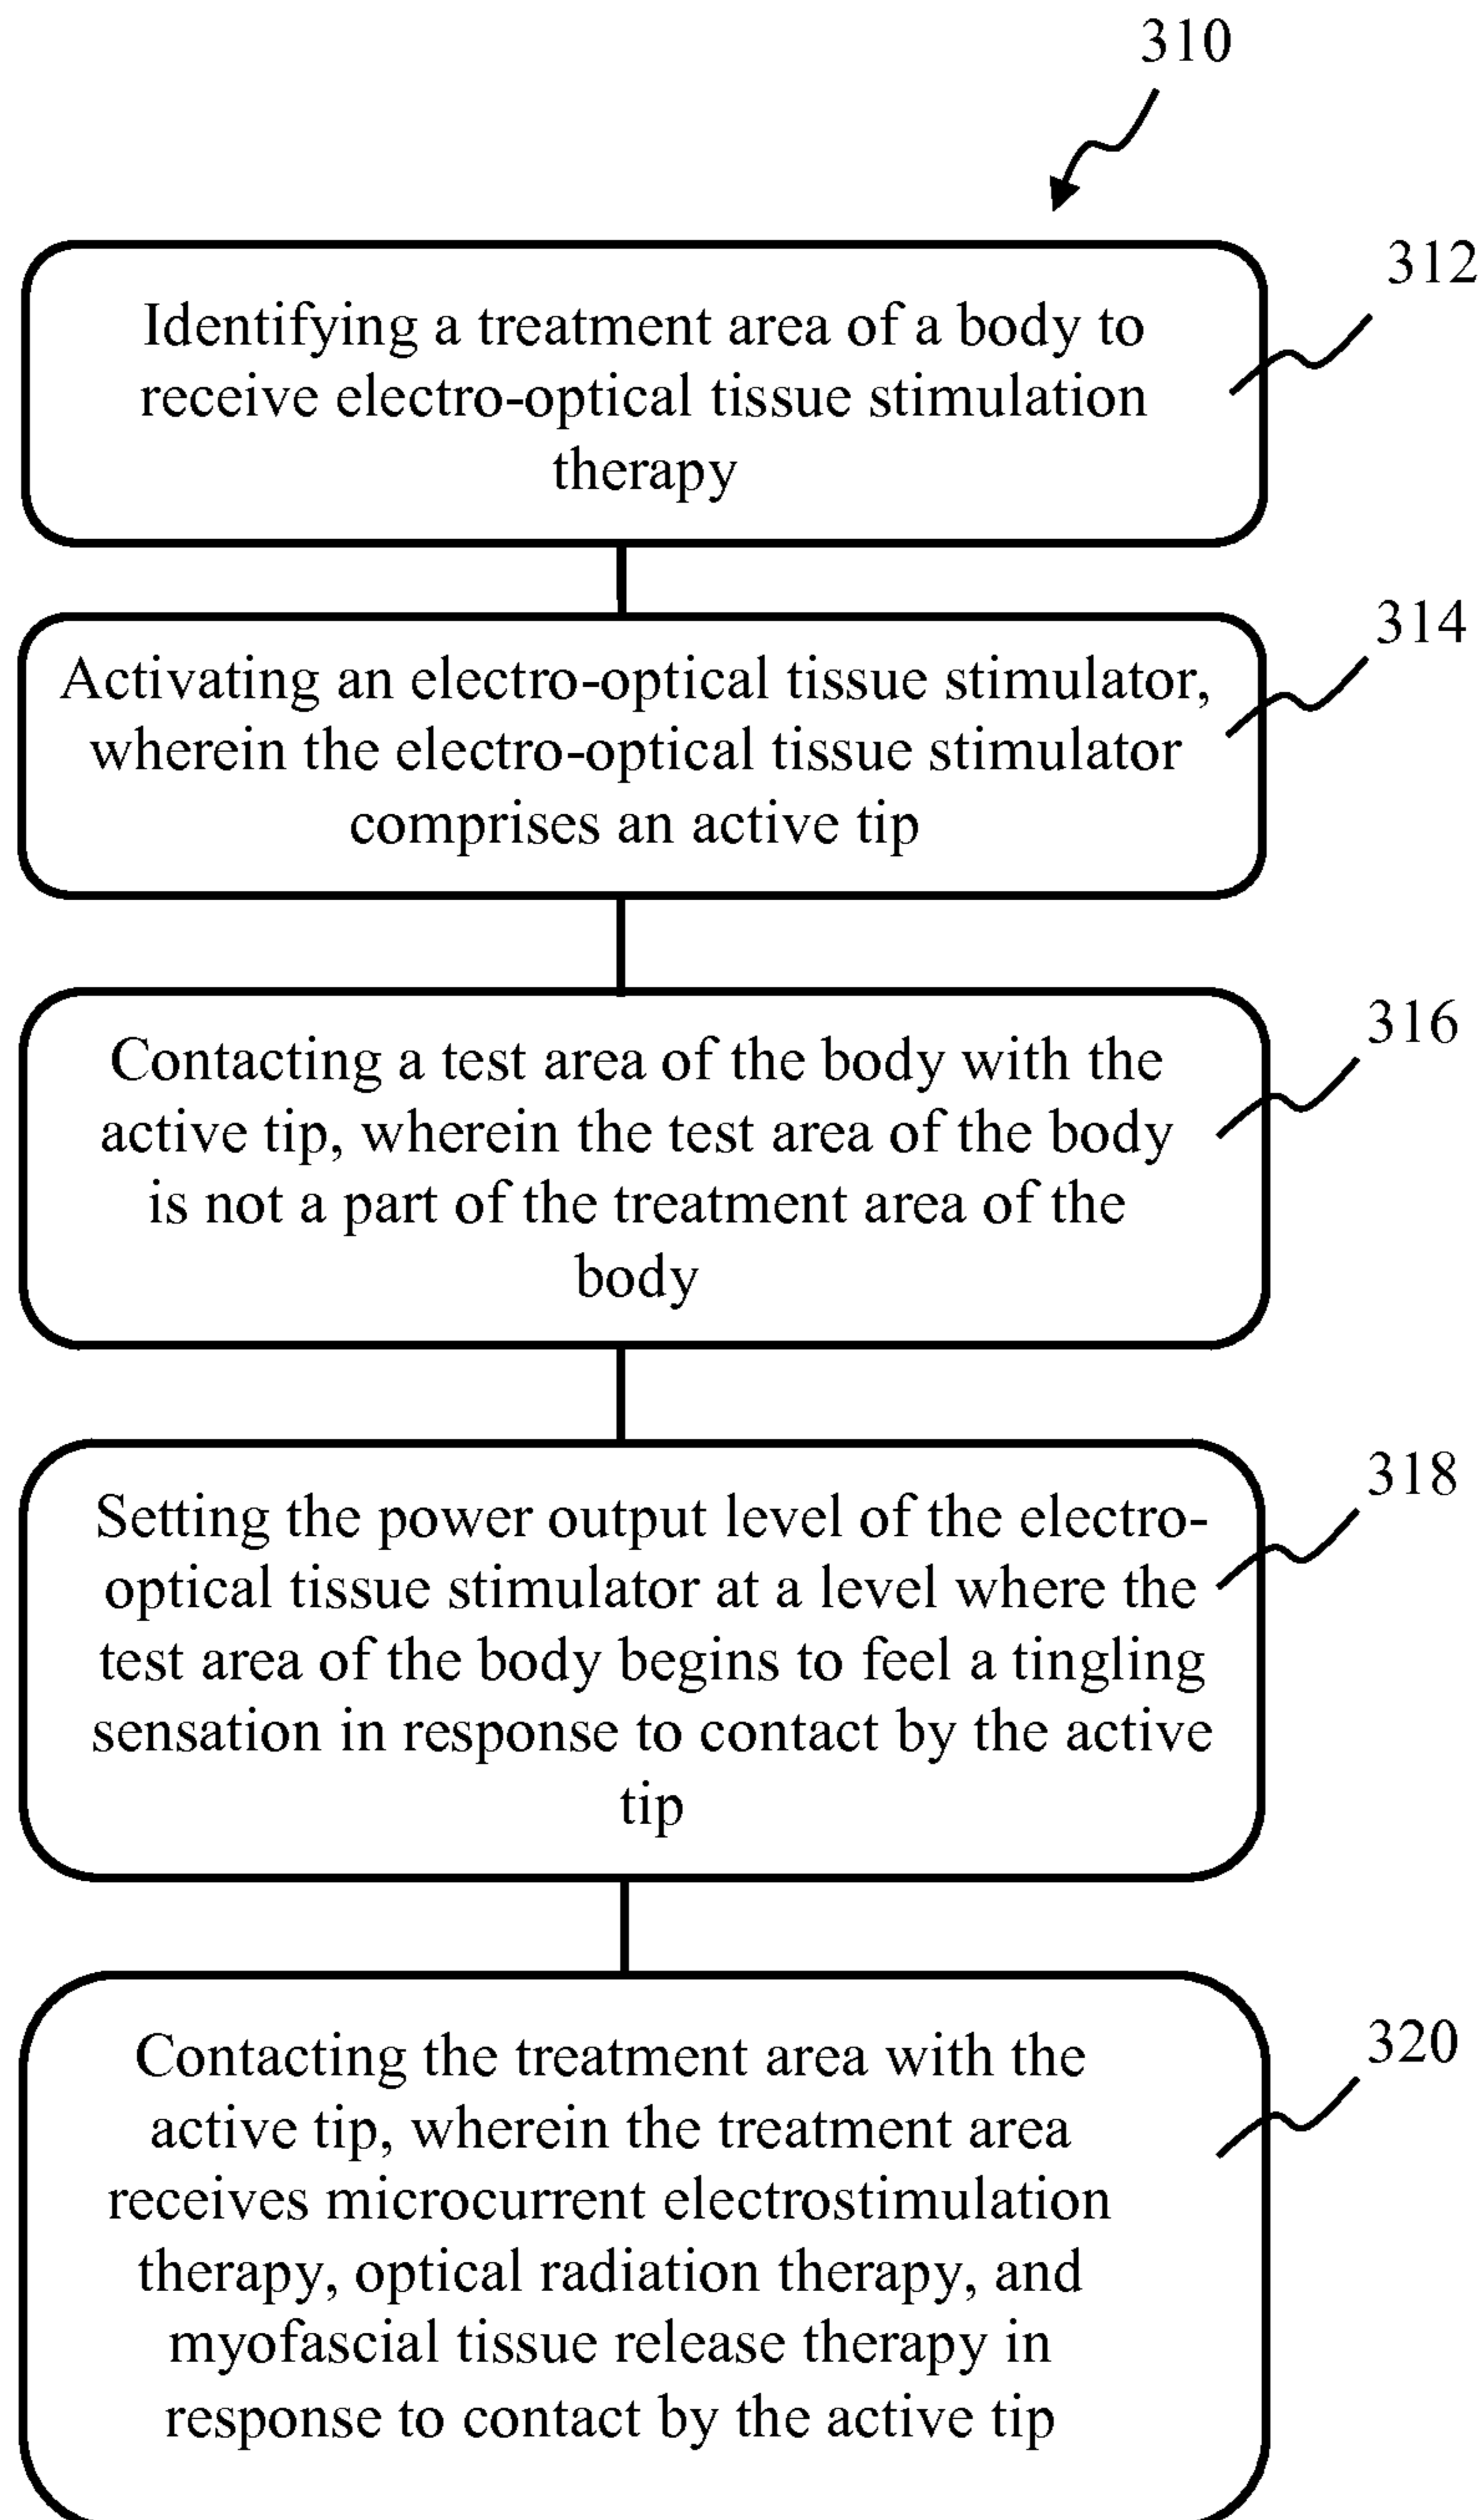 310
312
Identifying a treatment area of a body to
receive electro-optical tissue stimulation
therapy
314
Activating an electro-optical tissue stimulator,
wherein the electro-optical tissue stimulator
comprises an active tip
316
Contacting a test area of the body with the
active tip, wherein the test area of the body
is not a part of the treatment area of the
body
318
Setting the power output level of the electro-
optical tissue stimulator at a level where the
test area of the body begins to feel a tingling
sensation in response to contact by the active
tip
320
Contacting the treatment area with the
active tip, wherein the treatment area
receives microcurrent electrostimulation
therapy, optical radiation therapy, and
myofascial tissue release therapy in
response to contact by the active tip